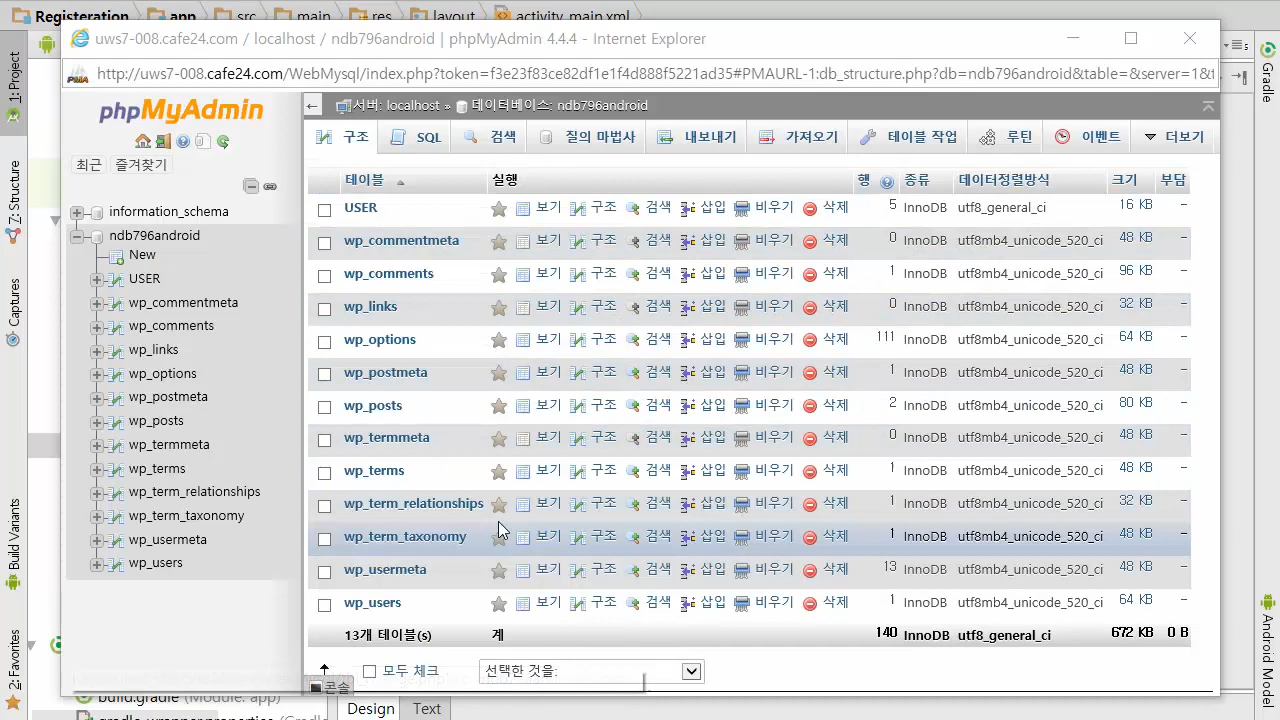 Registeration app src main res layout activity_main.xml
uws7-008.cafe24.com / localhost / ndb796android | phpMyAdmin 4.4.4 - Internet Explorer
http://uws7-008.cafe24.com/WebMysql/index.php?token=f3e23f83cec2df1e1f4d888f5221ad35#PMAURL-1:db_structure.php?db=ndb796android&table=&server=1&t
phpMyAdmin
최근 즐겨찾기
information_schema
ndb796android
New
USER
wp_commentmeta
wp_comments
wp_links
wp_options
wp_postmeta
wp_posts
wp_termmeta
wp_terms
wp_term_relationships
wp_term_taxonomy
wp_usermeta
wp_users
서버: localhost » 데이터베이스: ndb796android
구조 SQL 검색 질의 마법사 내보내기 가져오기 테이블 작업 루틴 이벤트 더보기
테이블 실행 행 종류 데이터정렬방식 크기 부담
USER 보기 구조 검색 삽입 비우기 삭제 5 InnoDB utf8_general_ci 16 KB -
wp_commentmeta 보기 구조 검색 삽입 비우기 삭제 0 InnoDB utf8mb4_unicode_520_ci 48 KB -
wp_comments 보기 구조 검색 삽입 비우기 삭제 1 InnoDB utf8mb4_unicode_520_ci 96 KB -
wp_links 보기 구조 검색 삽입 비우기 삭제 0 InnoDB utf8mb4_unicode_520_ci 32 KB -
wp_options 보기 구조 검색 삽입 비우기 삭제 111 InnoDB utf8mb4_unicode_520_ci 64 KB -
wp_postmeta 보기 구조 검색 삽입 비우기 삭제 1 InnoDB utf8mb4_unicode_520_ci 48 KB -
wp_posts 보기 구조 검색 삽입 비우기 삭제 2 InnoDB utf8mb4_unicode_520_ci 80 KB -
wp_termmeta 보기 구조 검색 삽입 비우기 삭제 0 InnoDB utf8mb4_unicode_520_ci 48 KB -
wp_terms 보기 구조 검색 삽입 비우기 삭제 1 InnoDB utf8mb4_unicode_520_ci 48 KB -
wp_term_relationships 보기 구조 검색 삽입 비우기 삭제 1 InnoDB utf8mb4_unicode_520_ci 32 KB -
wp_term_taxonomy 보기 구조 검색 삽입 비우기 삭제 1 InnoDB utf8mb4_unicode_520_ci 48 KB -
wp_usermeta 보기 구조 검색 삽입 비우기 삭제 13 InnoDB utf8mb4_unicode_520_ci 48 KB -
wp_users 보기 구조 검색 삽입 비우기 삭제 1 InnoDB utf8mb4_unicode_520_ci 64 KB -
13개 테이블(s) 계 140 InnoDB utf8_general_ci 672 KB 0 B
모두 체크 선택한 것을:
콘솔
build.gradle (Module: app)
Design Text
1: Project
7: Structure
Captures
Build Variants
2: Favorites
Gradle
Android Model